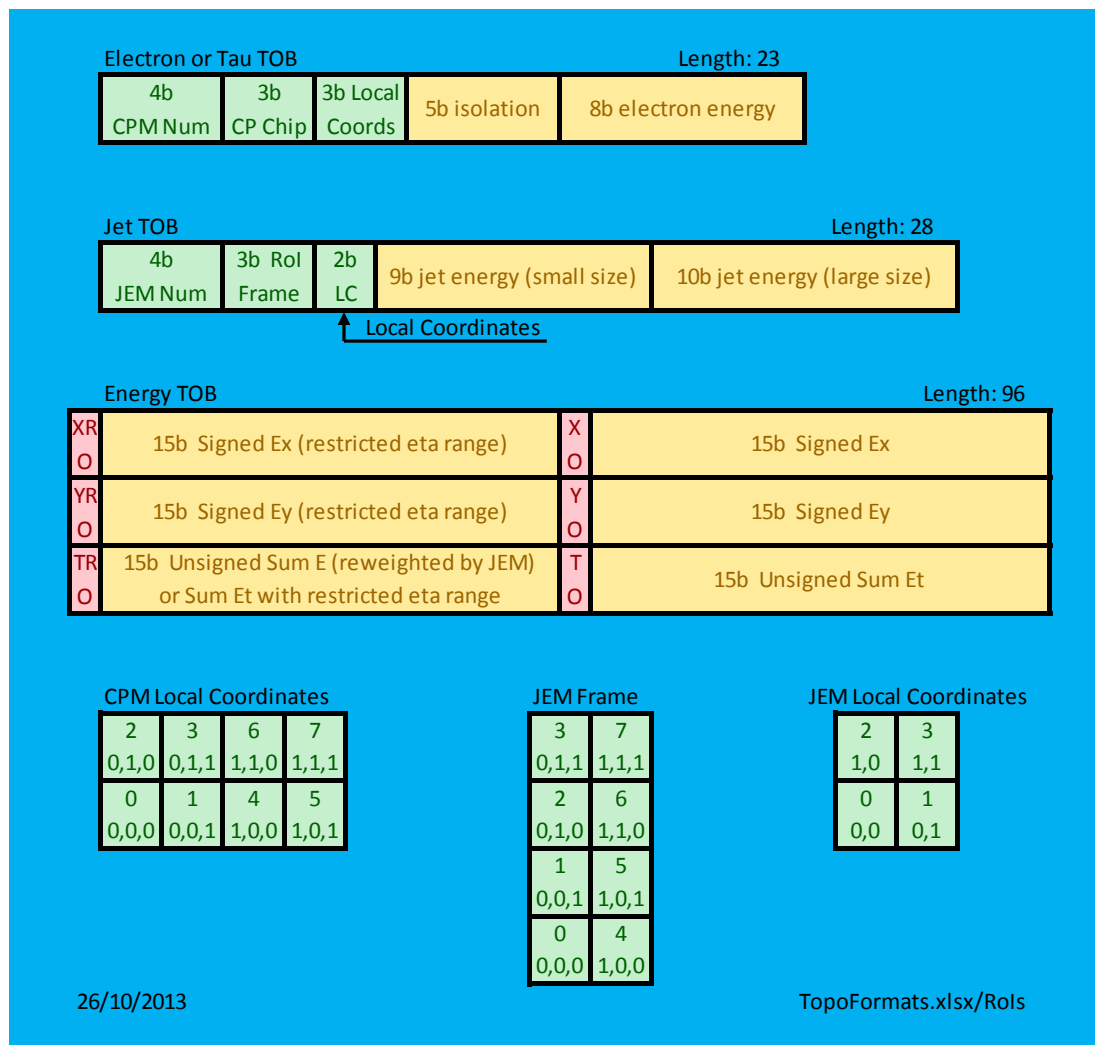 Electron or Tau TOB Length: 23
4b 3b 3b Local 5b isolation 8b electron energy
CPM Num CP Chip Coords
Jet TOB Length: 28
4b 3b RoI 2b 9b jet energy (small size) 10b jet energy (large size)
JEM Num Frame LC
Local Coordinates
Energy TOB Length: 96
XR 15b Signed Ex (restricted eta range) X 15b Signed Ex
O O
YR 15b Signed Ey (restricted eta range) Y 15b Signed Ey
O O
TR 15b Unsigned Sum E (reweighted by JEM) T 15b Unsigned Sum Et
O or Sum Et with restricted eta range O
CPM Local Coordinates JEM Frame JEM Local Coordinates
2 3 6 7 3 7 2 3
0,1,0 0,1,1 1,1,0 1,1,1 0,1,1 1,1,1 1,0 1,1
0 1 4 5 2 6 0 1
0,0,0 0,0,1 1,0,0 1,0,1 0,1,0 1,1,0 0,0 0,1
1 5
0,0,1 1,0,1
0 4
0,0,0 1,0,0
26/10/2013 TopoFormats.xlsx/RoIs